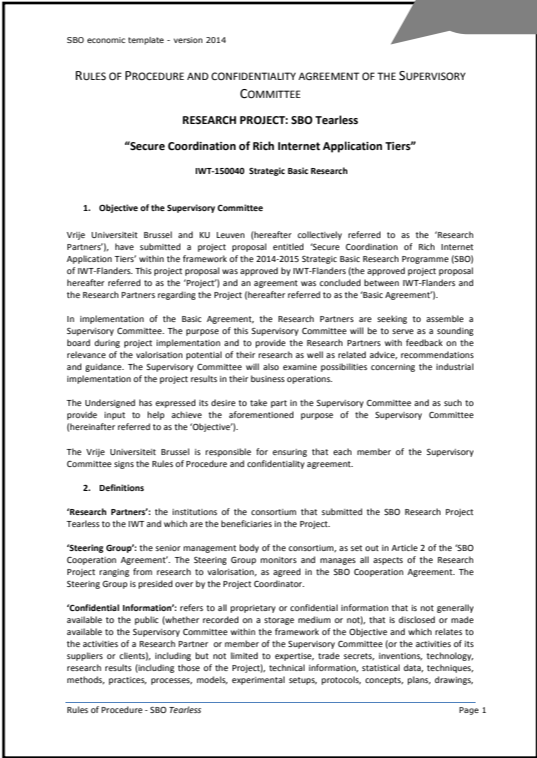 SBO economic template - version 2014
RULES OF PROCEDURE AND CONFIDENTIALITY AGREEMENT OF THE SUPERVISORY
COMMITTEE
RESEARCH PROJECT: SBO Tearless
“Secure Coordination of Rich Internet Application Tiers”
IWT-150040 Strategic Basic Research
1. Objective of the Supervisory Committee
Vrije Universiteit Brussel and KU Leuven (hereafter collectively referred to as the ‘Research
Partners’), have submitted a project proposal entitled ‘Secure Coordination of Rich Internet
Application Tiers’ within the framework of the 2014-2015 Strategic Basic Research Programme (SBO)
of IWT-Flanders. This project proposal was approved by IWT-Flanders (the approved project proposal
hereafter referred to as the ‘Project’) and an agreement was concluded between IWT-Flanders and
the Research Partners regarding the Project (hereafter referred to as the ‘Basic Agreement’).
In implementation of the Basic Agreement, the Research Partners are seeking to assemble a
Supervisory Committee. The purpose of this Supervisory Committee will be to serve as a sounding
board during project implementation and to provide the Research Partners with feedback on the
relevance of the valorisation potential of their research as well as related advice, recommendations
and guidance. The Supervisory Committee will also examine possibilities concerning the industrial
implementation of the project results in their business operations.
The Undersigned has expressed its desire to take part in the Supervisory Committee and as such to
provide input to help achieve the aforementioned purpose of the Supervisory Committee
(hereinafter referred to as the ‘Objective’).
The Vrije Universiteit Brussel is responsible for ensuring that each member of the Supervisory
Committee signs the Rules of Procedure and confidentiality agreement.
2. Definitions
‘Research Partners’: the institutions of the consortium that submitted the SBO Research Project
Tearless to the IWT and which are the beneficiaries in the Project.
‘Steering Group’: the senior management body of the consortium, as set out in Article 2 of the ‘SBO
Cooperation Agreement’. The Steering Group monitors and manages all aspects of the Research
Project ranging from research to valorisation, as agreed in the SBO Cooperation Agreement. The
Steering Group is presided over by the Project Coordinator.
‘Confidential Information’: refers to all proprietary or confidential information that is not generally
available to the public (whether recorded on a storage medium or not), that is disclosed or made
available to the Supervisory Committee within the framework of the Objective and which relates to
the activities of a Research Partner or member of the Supervisory Committee (or the activities of its
suppliers or clients), including but not limited to expertise, trade secrets, inventions, technology,
research results (including those of the Project), technical information, statistical data, techniques,
methods, practices, processes, models, experimental setups, protocols, concepts, plans, drawings,
Rules of Procedure - SBO Tearless Page 1